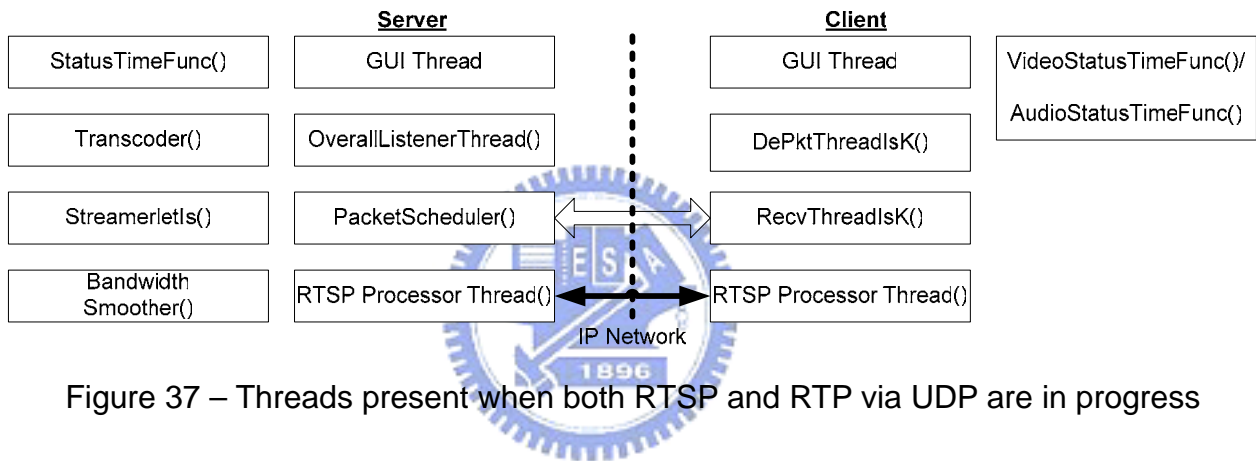 Server
Client
StatusTimeFunc()
GUI Thread
GUI Thread
VideoStatusTimeFunc()/
AudioStatusTimeFunc()
Transcoder()
OverallListenerThread()
DePktThreadIsK()
StreamerletIs()
PacketScheduler()
RecvThreadIsK()
Bandwidth
Smoother()
RTSP Processor Thread()
RTSP Processor Thread()
IP Network
ESA
1896
Figure 37 – Threads present when both RTSP and RTP via UDP are in progress